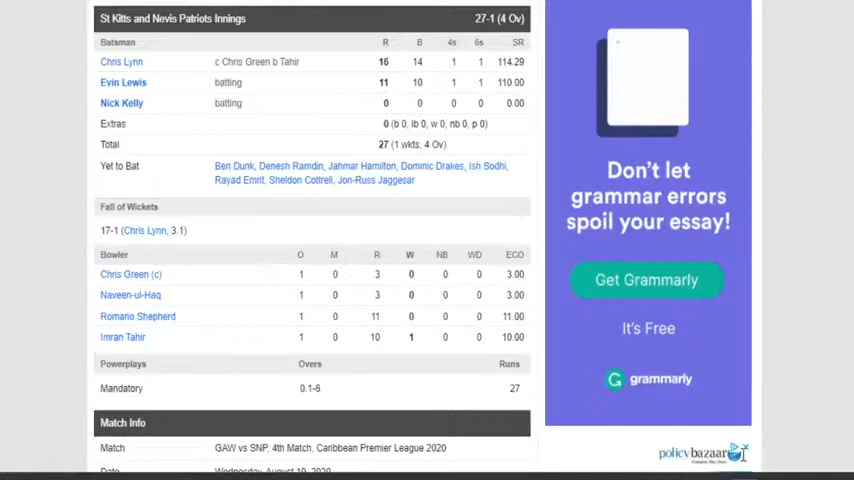 St Kitts and Nevis Patriots Innings 27-1 (4 Ov)
Batsman R B 4s 6s SR
Chris Lynn c Chris Green b Tahir 16 14 1 1 114.29
Evin Lewis batting 11 10 1 1 110.00
Nick Kelly batting 0 0 0 0 0.00
Extras 0 (b 0, lb 0, w 0, nb 0, p 0)
Total 27 (1 wkts, 4 Ov)
Yet to Bat Ben Dunk, Denesh Ramdin, Jahmar Hamilton, Dominic Drakes, Ish Sodhi,
Rayad Emrit, Sheldon Cottrell, Jon-Russ Jaggesar
Fall of Wickets
17-1 (Chris Lynn, 3.1)
Bowler O M R W NB WD ECO
Chris Green (c) 1 0 3 0 0 0 3.00
Naveen-ul-Haq 1 0 3 0 0 0 3.00
Romario Shepherd 1 0 11 0 0 0 11.00
Imran Tahir 1 0 10 1 0 0 10.00
Powerplays Overs Runs
Mandatory 0.1-6 27
Match Info
Match GAW vs SNP, 4th Match, Caribbean Premier League 2020
Date Wednesday, August 19, 2020
Don't let
grammar errors
spoil your essay!
Get Grammarly
It's Free
grammarly
policybazaar